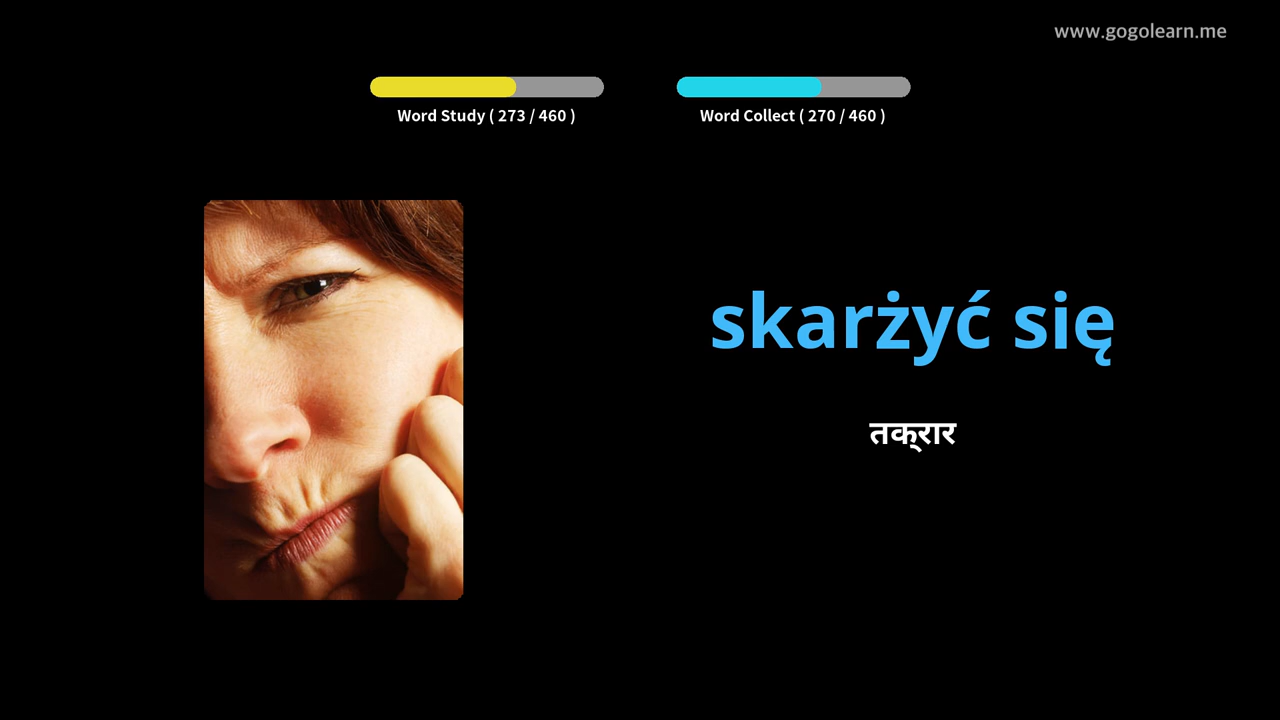 www.gogolearn.me
Word Study ( 273 / 460 )
Word Collect ( 270 / 460 )
skarżyć się
तक्रार